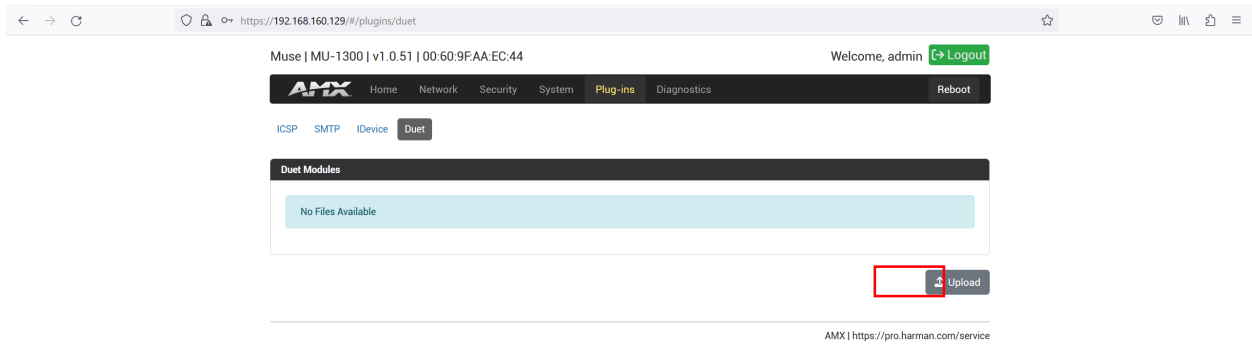 https://192.168.160.129/#/plugins/duet
Muse | MU-1300 | v1.0.51 | 00:60:9F:AA:EC:44
Welcome, admin Logout
AMX Home Network Security System Plug-ins Diagnostics Reboot
ICSP SMTP IDevice Duet
Duet Modules
No Files Available
Upload
AMX | https://pro.harman.com/service